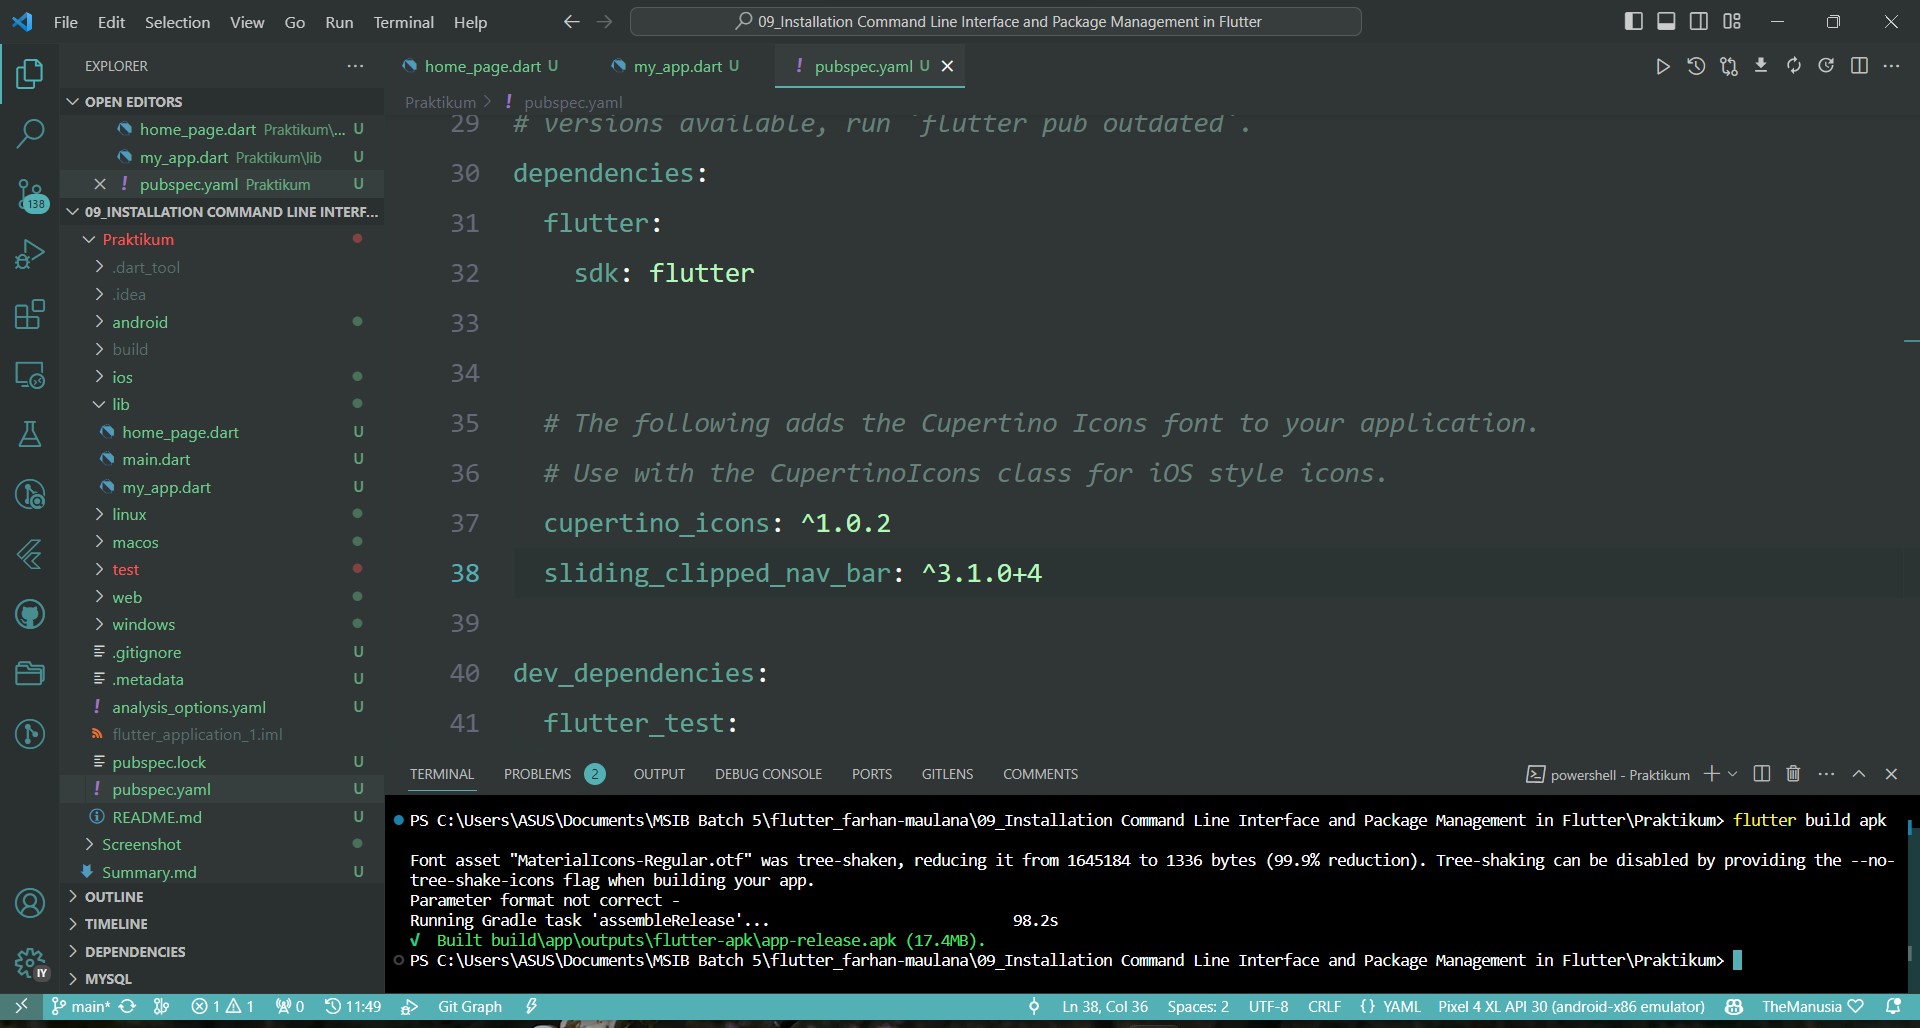 File Edit Selection View Go Run Terminal Help
09_Installation Command Line Interface and Package Management in Flutter
EXPLORER
OPEN EDITORS
home_page.dart Praktikum\... U
my_app.dart Praktikum\lib U
pubspec.yaml Praktikum U
138
09_INSTALLATION COMMAND LINE INTERF...
Praktikum
.dart_tool
.idea
android
build
ios
lib
home_page.dart U
main.dart U
my_app.dart U
linux
macos
test
web
windows
.gitignore U
.metadata U
analysis_options.yaml U
flutter_application_1.iml
pubspec.lock U
pubspec.yaml U
README.md U
Screenshot
Summary.md U
OUTLINE
TIMELINE
DEPENDENCIES
MYSQL
IY
home_page.dart U my_app.dart U pubspec.yaml U
Praktikum > pubspec.yaml
29 # versions available, run `flutter pub outdated`.
30 dependencies:
31 flutter:
32 sdk: flutter
33
34
35 # The following adds the Cupertino Icons font to your application.
36 # Use with the CupertinoIcons class for iOS style icons.
37 cupertino_icons: ^1.0.2
38 sliding_clipped_nav_bar: ^3.1.0+4
39
40 dev_dependencies:
41 flutter_test:
TERMINAL PROBLEMS 2 OUTPUT DEBUG CONSOLE PORTS GITLENS COMMENTS powershell - Praktikum
PS C:\Users\ASUS\Documents\MSIB Batch 5\flutter_farhan-maulana\09_Installation Command Line Interface and Package Management in Flutter\Praktikum> flutter build apk
Font asset "MaterialIcons-Regular.otf" was tree-shaken, reducing it from 1645184 to 1336 bytes (99.9% reduction). Tree-shaking can be disabled by providing the --no-
tree-shake-icons flag when building your app.
Parameter format not correct -
Running Gradle task 'assembleRelease'... 98.2s
√ Built build\app\outputs\flutter-apk\app-release.apk (17.4MB).
PS C:\Users\ASUS\Documents\MSIB Batch 5\flutter_farhan-maulana\09_Installation Command Line Interface and Package Management in Flutter\Praktikum>
main* 1 1 0 11:49 Git Graph Ln 38, Col 36 Spaces: 2 UTF-8 CRLF {} YAML Pixel 4 XL API 30 (android-x86 emulator) TheManusia